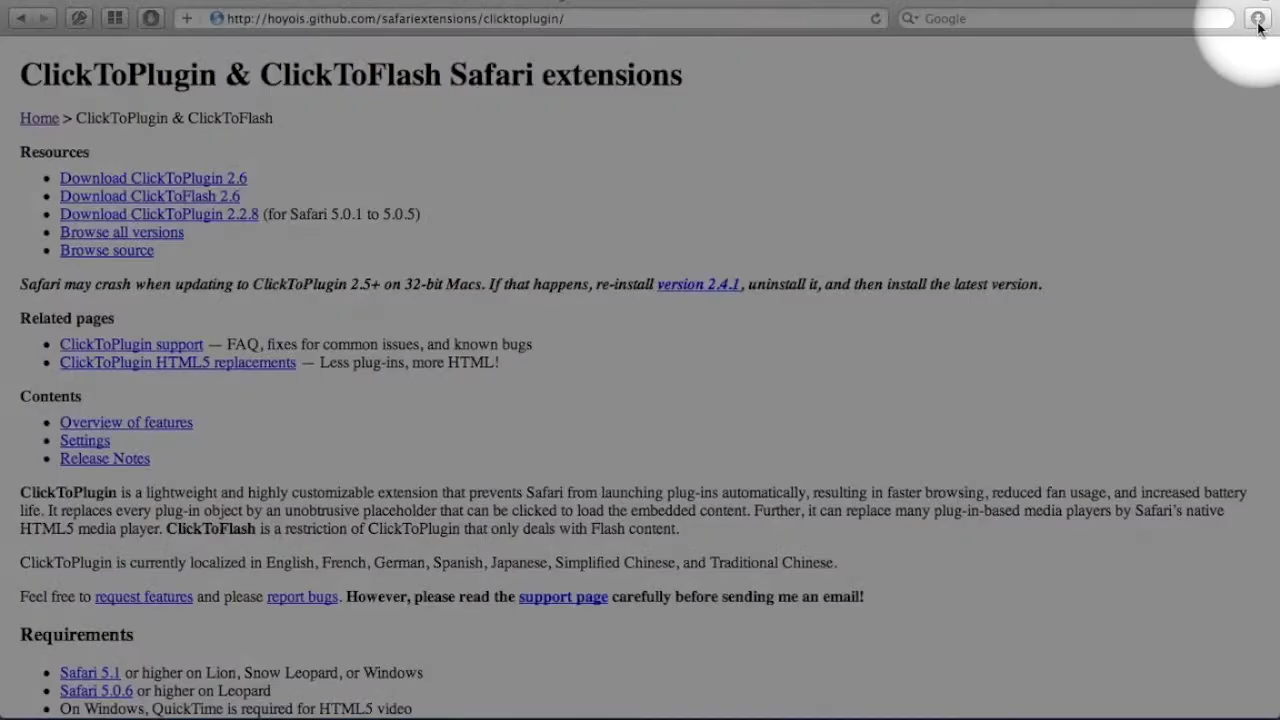 http://hoyois.github.com/safariextensions/clicktoplugin/
Google
ClickToPlugin & ClickToFlash Safari extensions
Home > ClickToPlugin & ClickToFlash
Resources
• Download ClickToPlugin 2.6
• Download ClickToFlash 2.6
• Download ClickToPlugin 2.2.8 (for Safari 5.0.1 to 5.0.5)
• Browse all versions
• Browse source
Safari may crash when updating to ClickToPlugin 2.5+ on 32-bit Macs. If that happens, re-install version 2.4.1, uninstall it, and then install the latest version.
Related pages
• ClickToPlugin support — FAQ, fixes for common issues, and known bugs
• ClickToPlugin HTML5 replacements — Less plug-ins, more HTML!
Contents
• Overview of features
• Settings
• Release Notes
ClickToPlugin is a lightweight and highly customizable extension that prevents Safari from launching plug-ins automatically, resulting in faster browsing, reduced fan usage, and increased battery
life. It replaces every plug-in object by an unobtrusive placeholder that can be clicked to load the embedded content. Further, it can replace many plug-in-based media players by Safari's native
HTML5 media player. ClickToFlash is a restriction of ClickToPlugin that only deals with Flash content.
ClickToPlugin is currently localized in English, French, German, Spanish, Japanese, Simplified Chinese, and Traditional Chinese.
Feel free to request features and please report bugs. However, please read the support page carefully before sending me an email!
Requirements
• Safari 5.1 or higher on Lion, Snow Leopard, or Windows
• Safari 5.0.6 or higher on Leopard
• On Windows, QuickTime is required for HTML5 video